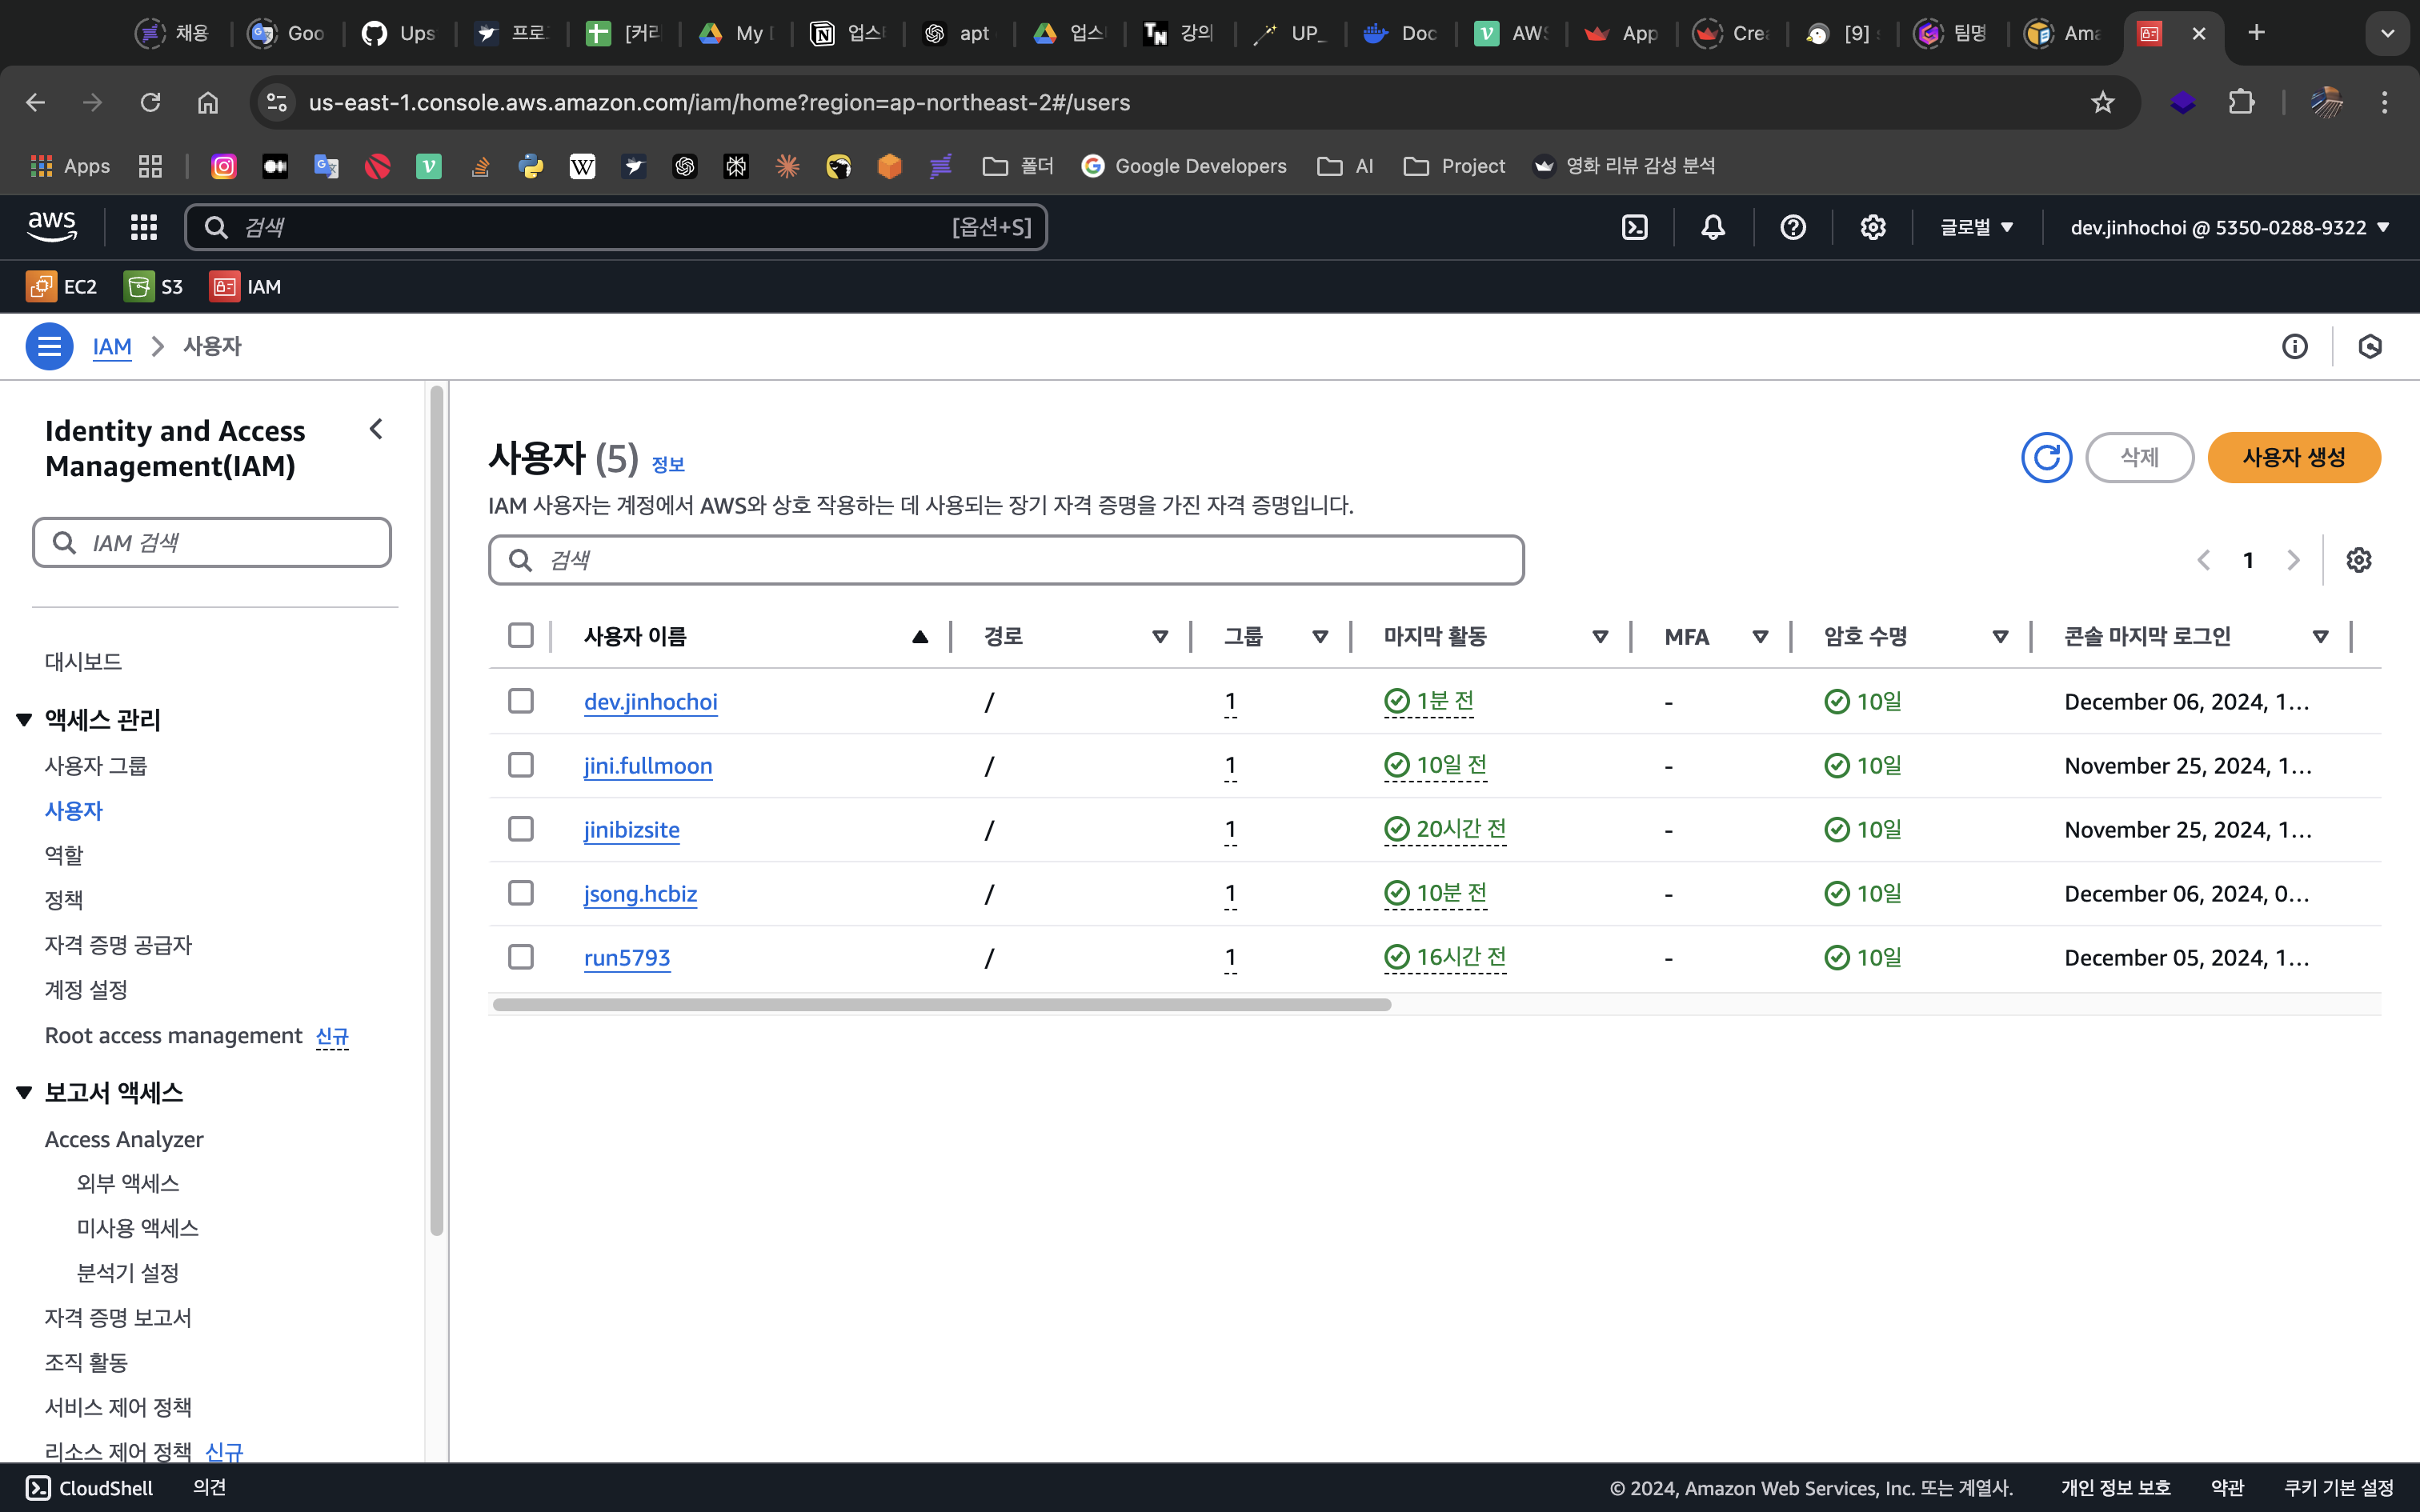 채용
Goo
Ups
프로
[커리
My D
업스
apt
업스
강의
UP_
Doc
AWS
App
Crea
[9] s
팀명
Ama
us-east-1.console.aws.amazon.com/iam/home?region=ap-northeast-2#/users
Apps
폴더
Google Developers
AI
Project
영화 리뷰 감성 분석
aws
검색
[옵션+S]
글로벌
dev.jinhochoi @ 5350-0288-9322
EC2
S3
IAM
IAM
사용자
Identity and Access
Management(IAM)
IAM 검색
대시보드
액세스 관리
사용자 그룹
사용자
역할
정책
자격 증명 공급자
계정 설정
Root access management 신규
보고서 액세스
Access Analyzer
외부 액세스
미사용 액세스
분석기 설정
자격 증명 보고서
조직 활동
서비스 제어 정책
리소스 제어 정책 신규
사용자 (5) 정보
삭제
사용자 생성
IAM 사용자는 계정에서 AWS와 상호 작용하는 데 사용되는 장기 자격 증명을 가진 자격 증명입니다.
검색
1
사용자 이름 경로 그룹 마지막 활동 MFA 암호 수명 콘솔 마지막 로그인
dev.jinhochoi / 1 1분 전 - 10일 December 06, 2024, 1...
jini.fullmoon / 1 10일 전 - 10일 November 25, 2024, 1...
jinibizsite / 1 20시간 전 - 10일 November 25, 2024, 1...
jsong.hcbiz / 1 10분 전 - 10일 December 06, 2024, 0...
run5793 / 1 16시간 전 - 10일 December 05, 2024, 1...
CloudShell
의견
© 2024, Amazon Web Services, Inc. 또는 계열사.
개인 정보 보호
약관
쿠키 기본 설정